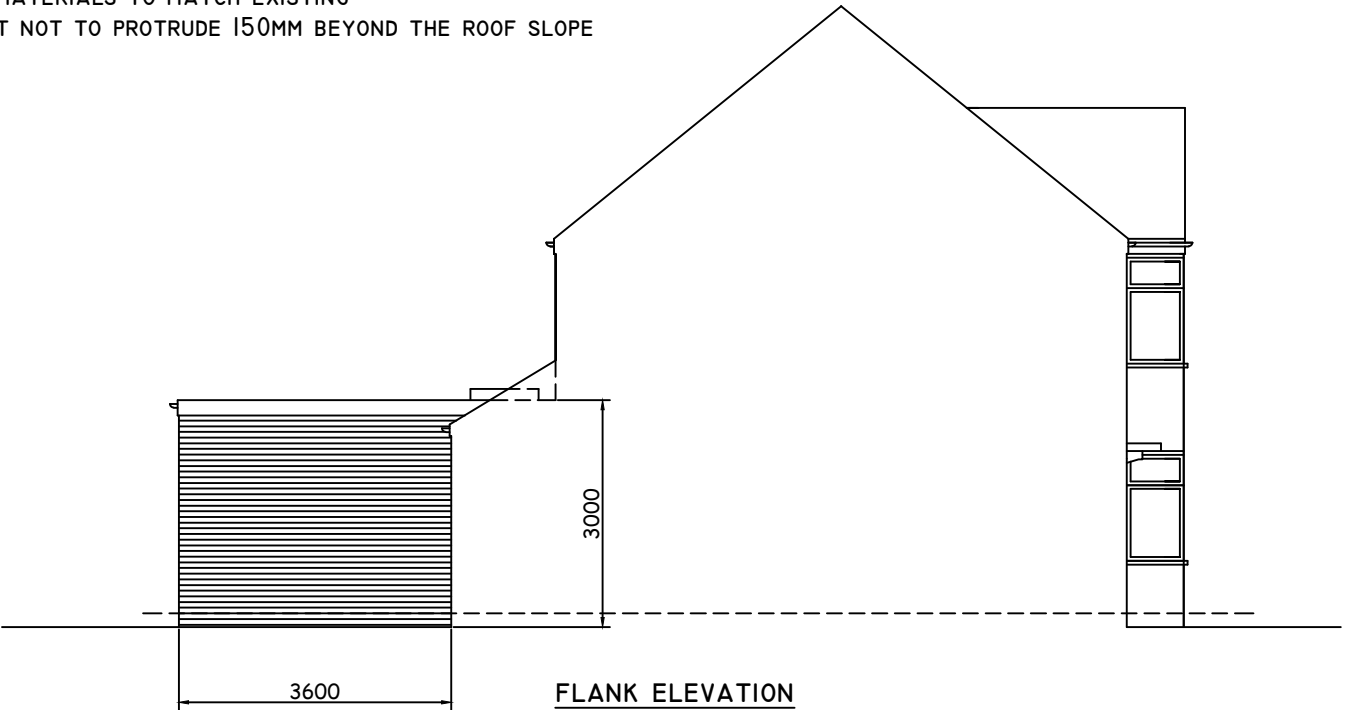 MATERIALS TO MATCH EXISTING
NOT TO PROTRUDE 150MM BEYOND THE ROOF SLOPE
3000
3600
FLANK ELEVATION